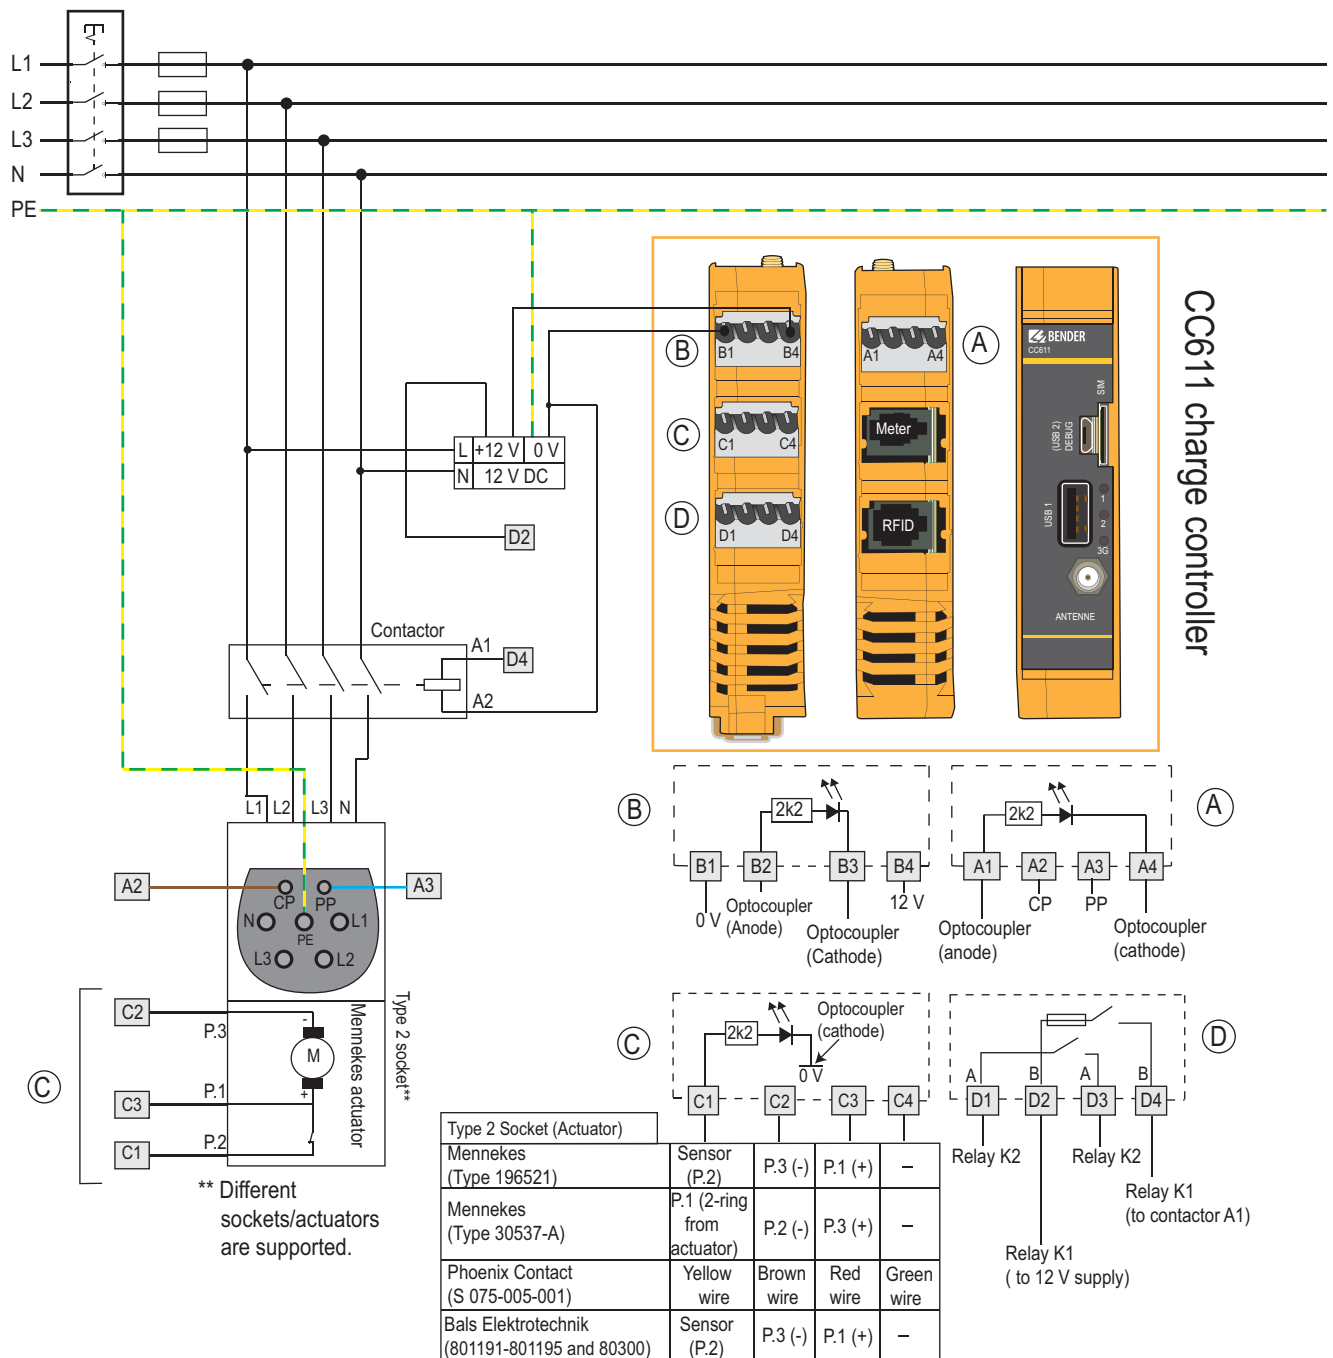 L1
L2
L3
N
PE
CC611 charge controller
B
B1
B4
C
C1
C4
D
D1
D4
A1
A4
A
Meter
RFID
BENDER
CC611
SIM
(USB 2)
DEBUG
USB 1
1
2
3G
ANTENNE
L
+12 V
0 V
N
12 V DC
D2
Contactor
A1
D4
A2
L1
L2
L3
N
A2
A3
CP
PP
N
PE
L1
L3
L2
Type 2 socket**
Mennekes actuator
C
C2
P.3
-
M
+
C3
P.1
C1
P.2
** Different
sockets/actuators
are supported.
B
2k2
B1
B2
B3
B4
0 V
Optocoupler
(Anode)
Optocoupler
(Cathode)
12 V
A
2k2
A1
A2
A3
A4
CP
PP
Optocoupler
(anode)
Optocoupler
(cathode)
C
2k2
Optocoupler
(cathode)
0 V
C1
C2
C3
C4
D
A
B
A
B
D1
D2
D3
D4
Relay K2
Relay K2
Relay K1
(to contactor A1)
Relay K1
( to 12 V supply)
Type 2 Socket (Actuator)
Mennekes
(Type 196521)
Sensor
(P.2)
P.3 (-)
P.1 (+)
–
Mennekes
(Type 30537-A)
P.1 (2-ring
from
actuator)
P.2 (-)
P.3 (+)
–
Phoenix Contact
(S 075-005-001)
Yellow
wire
Brown
wire
Red
wire
Green
wire
Bals Elektrotechnik
(801191-801195 and 80300)
Sensor
(P.2)
P.3 (-)
P.1 (+)
–